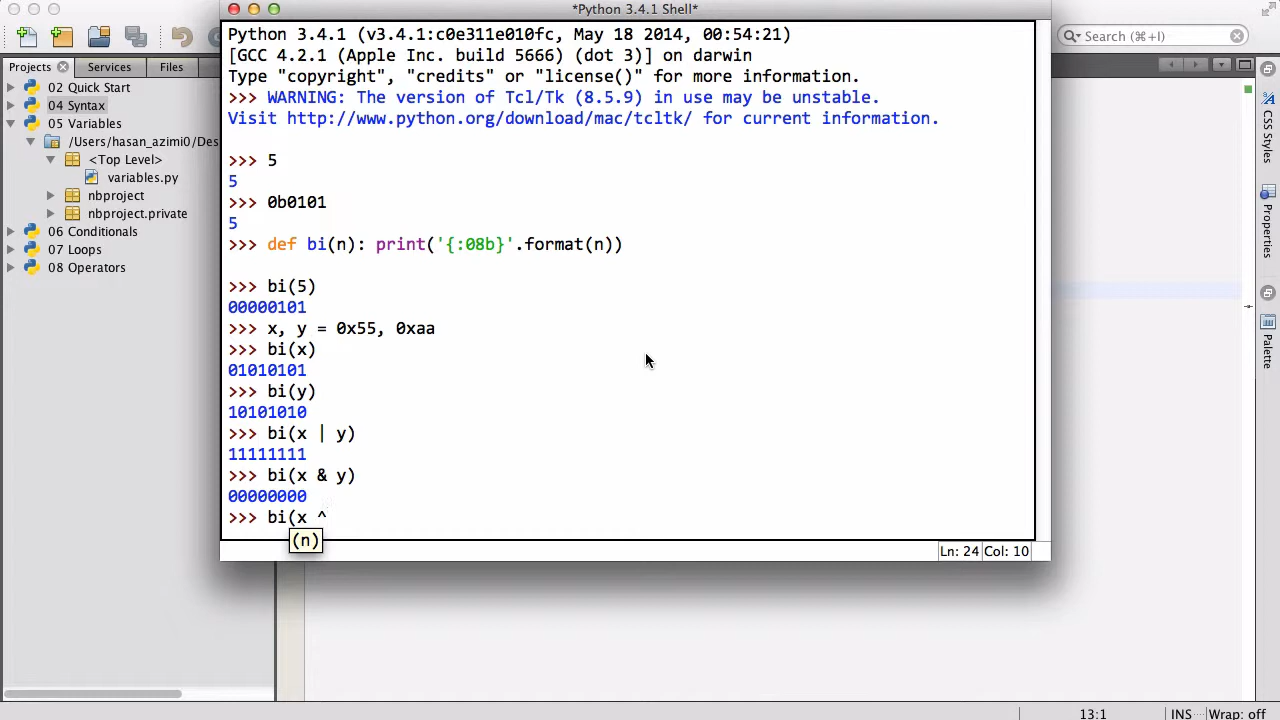 *Python 3.4.1 Shell*
Search (⌘+I)
Projects
Services
Files
02 Quick Start
04 Syntax
05 Variables
/Users/hasan_azimi0/Des
<Top Level>
variables.py
nbproject
nbproject.private
06 Conditionals
07 Loops
08 Operators
Python 3.4.1 (v3.4.1:c0e311e010fc, May 18 2014, 00:54:21)
[GCC 4.2.1 (Apple Inc. build 5666) (dot 3)] on darwin
Type "copyright", "credits" or "license()" for more information.
>>> WARNING: The version of Tcl/Tk (8.5.9) in use may be unstable.
Visit http://www.python.org/download/mac/tcltk/ for current information.
>>> 5
5
>>> 0b0101
5
>>> def bi(n): print('{:08b}'.format(n))
>>> bi(5)
00000101
>>> x, y = 0x55, 0xaa
>>> bi(x)
01010101
>>> bi(y)
10101010
>>> bi(x | y)
11111111
>>> bi(x & y)
00000000
>>> bi(x ^
(n)
Ln: 24 Col: 10
CSS Styles
Properties
Palette
13:1 INS Wrap: off